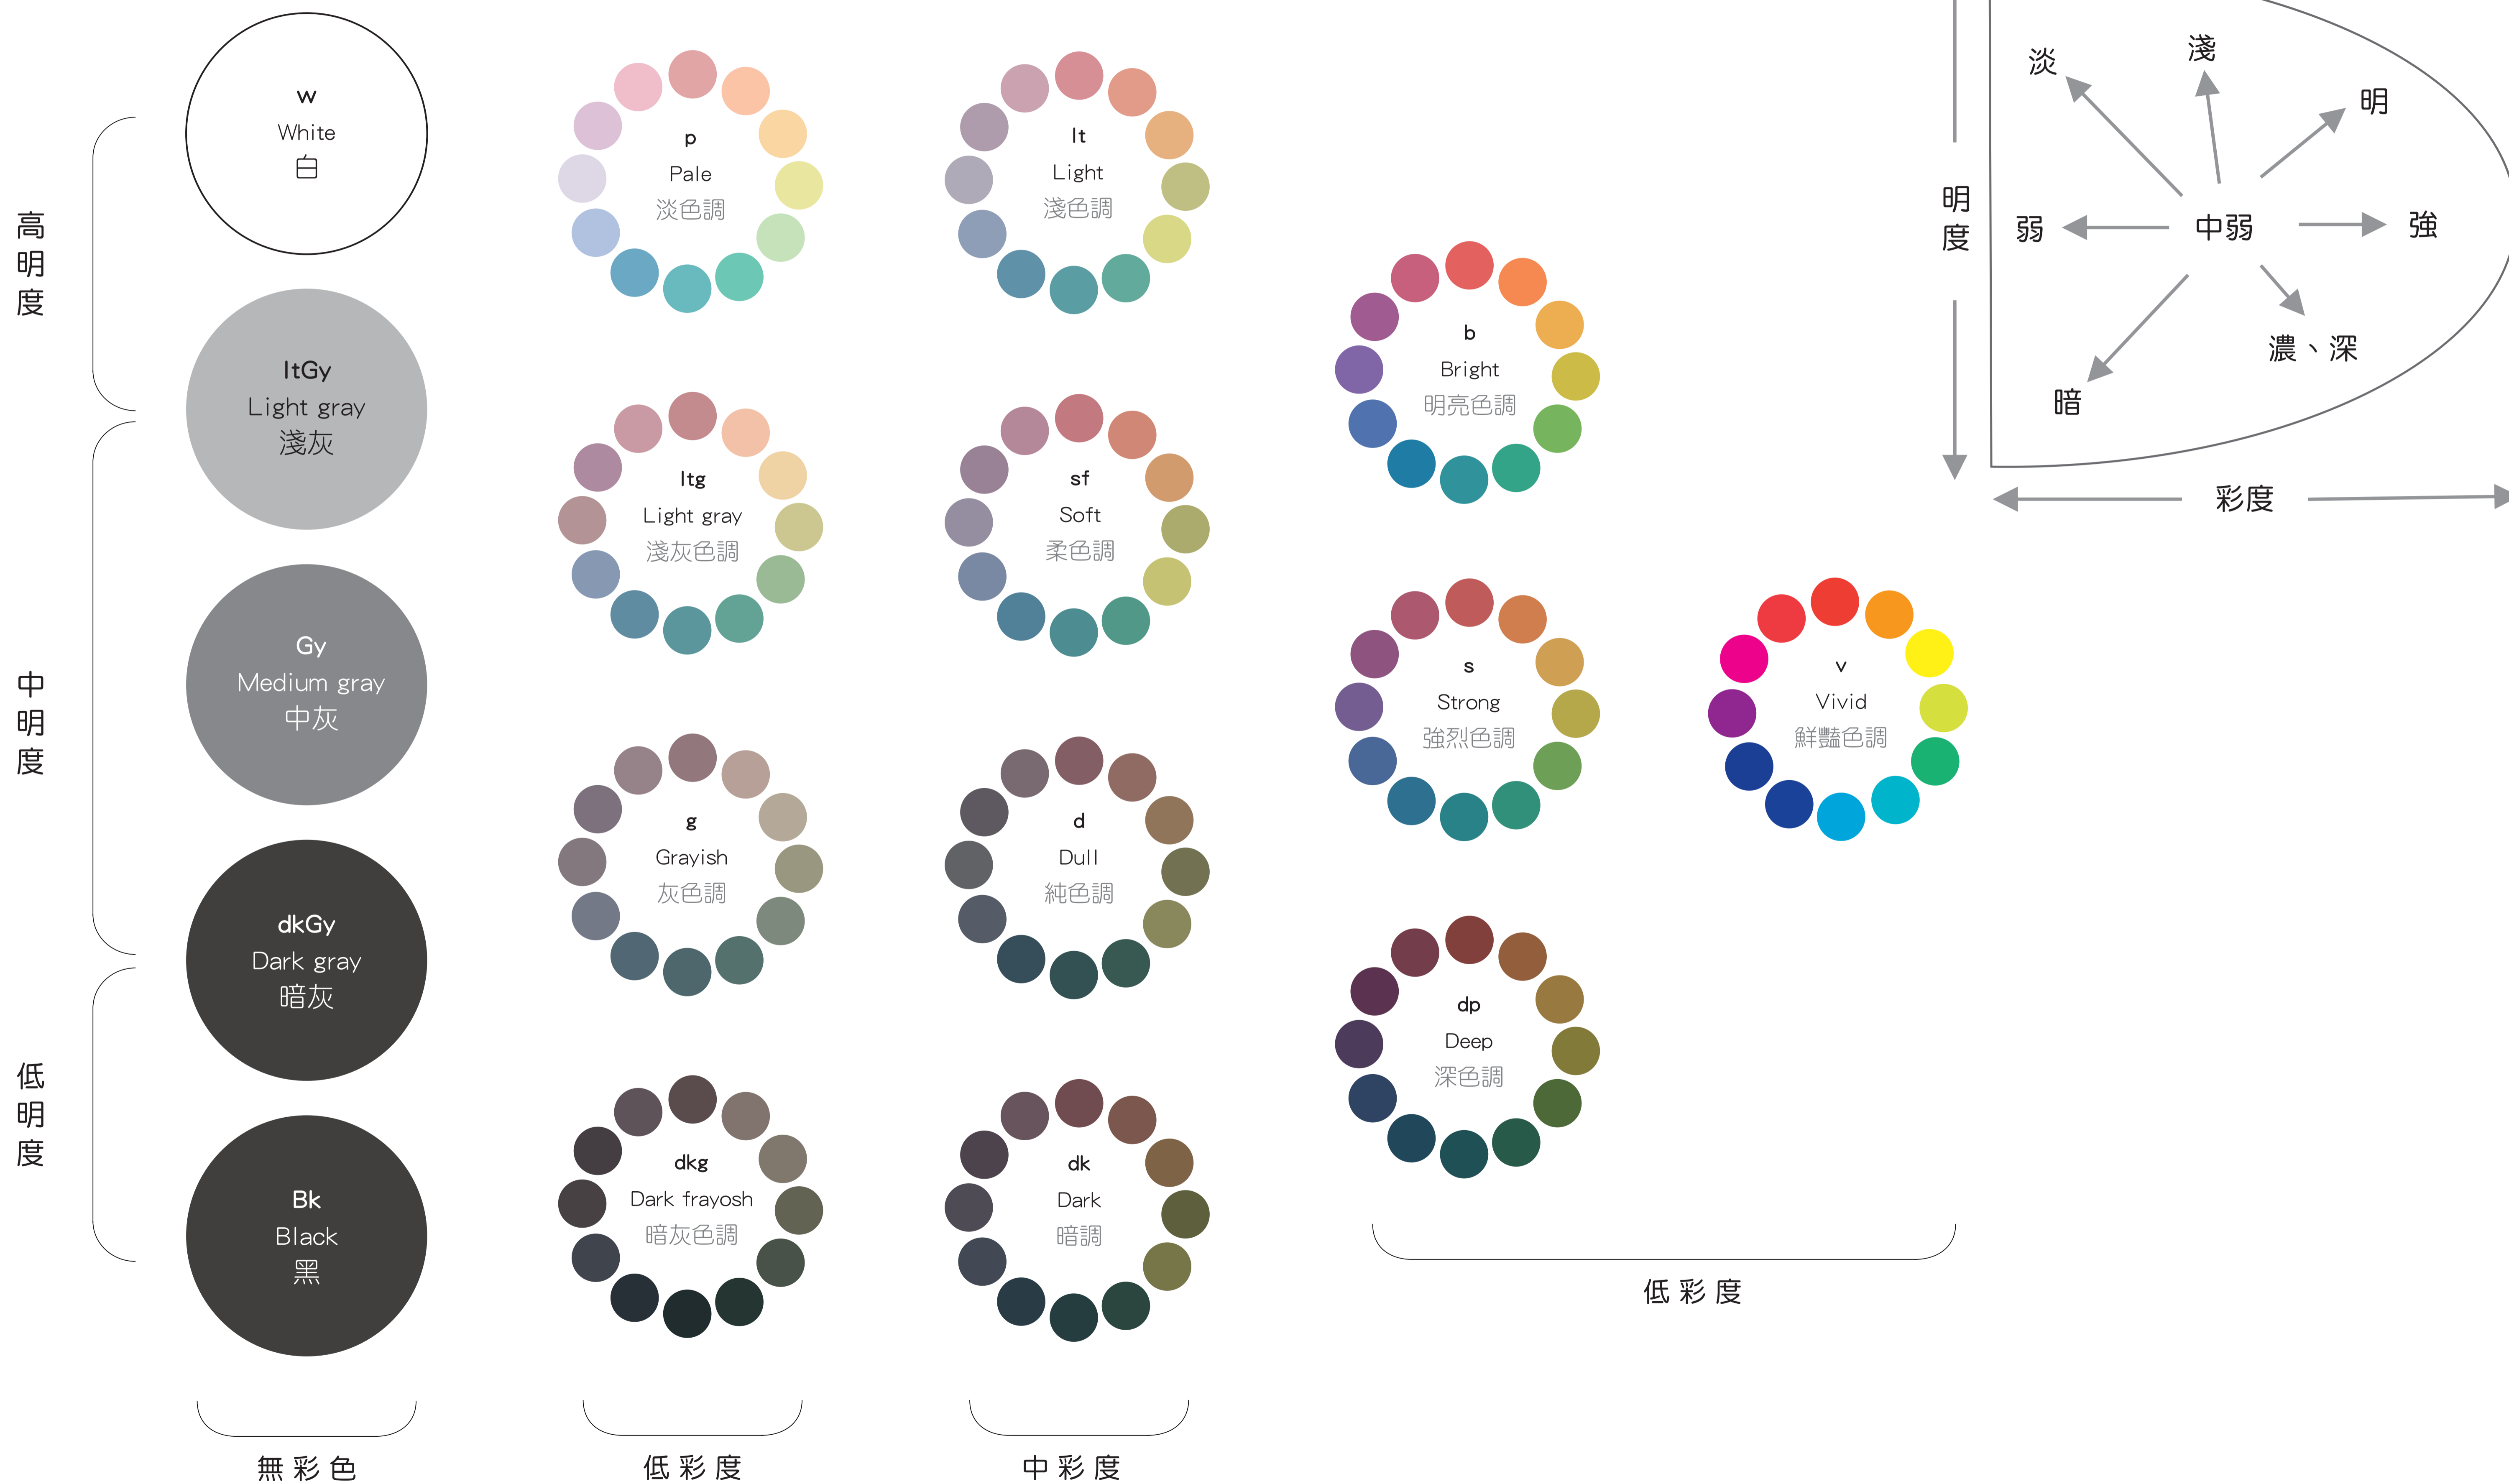 高明度
中明度
低明度
w
White
白
ltGy
Light gray
淺灰
Gy
Medium gray
中灰
dkGy
Dark gray
暗灰
Bk
Black
黑
無彩色
p
Pale
淡色調
ltg
Light gray
淺灰色調
g
Grayish
灰色調
dkg
Dark frayosh
暗灰色調
低彩度
lt
Light
淺色調
sf
Soft
柔色調
d
Dull
純色調
dk
Dark
暗調
中彩度
b
Bright
明亮色調
s
Strong
強烈色調
dp
Deep
深色調
v
Vivid
鮮豔色調
低彩度
明度
淡
淺
明
弱
中弱
強
暗
濃、深
彩度